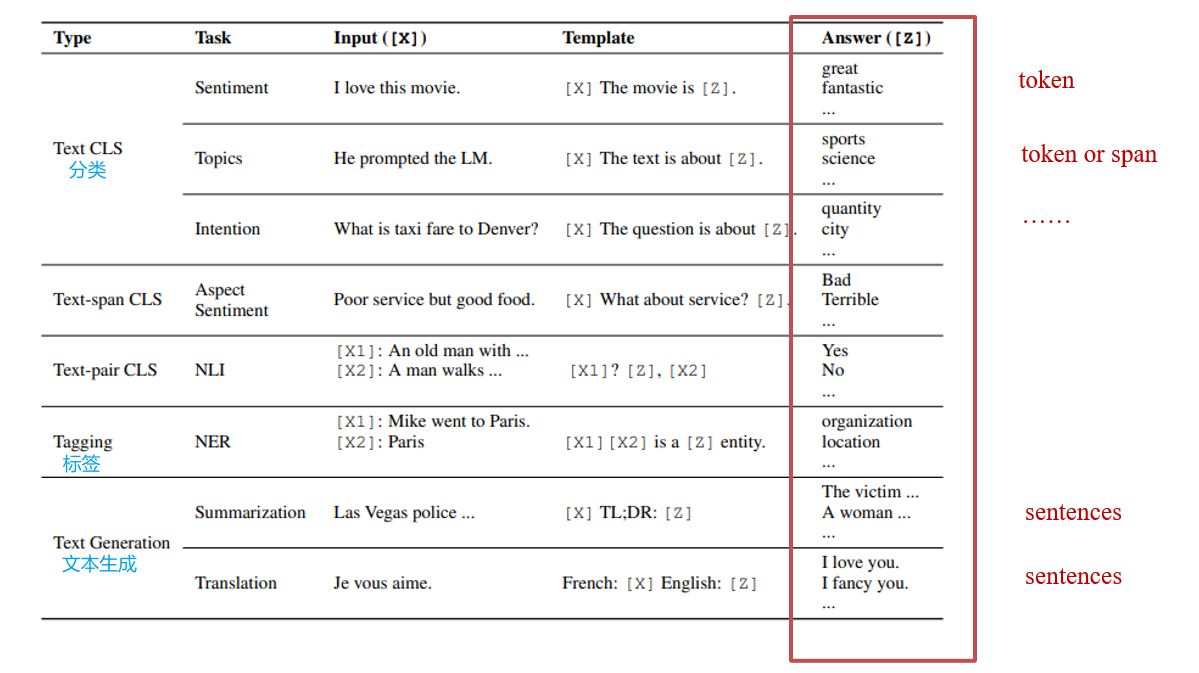 Type Task Input ([X]) Template Answer ([Z])
great
Sentiment I love this movie. [X] The movie is [Z]. fantastic token
...
sports
Text CLS Topics He prompted the LM. [X] The text is about [Z]. science token or span
分类
...
quantity
Intention What is taxi fare to Denver? [X] The question is about [Z]. city ……
...
Bad
Text-span CLS Aspect Sentiment Poor service but good food. [X] What about service? [Z]. Terrible
...
[X1]: An old man with ... Yes
Text-pair CLS NLI [X2]: A man walks ... [X1]? [Z], [X2] No
...
[X1]: Mike went to Paris. organization
Tagging NER [X2]: Paris [X1][X2] is a [Z] entity. location
标签 ...
The victim ...
Summarization Las Vegas police ... [X] TL;DR: [Z] A woman ... sentences
...
Text Generation
文本生成 I love you.
Translation Je vous aime. French: [X] English: [Z] I fancy you. sentences
...